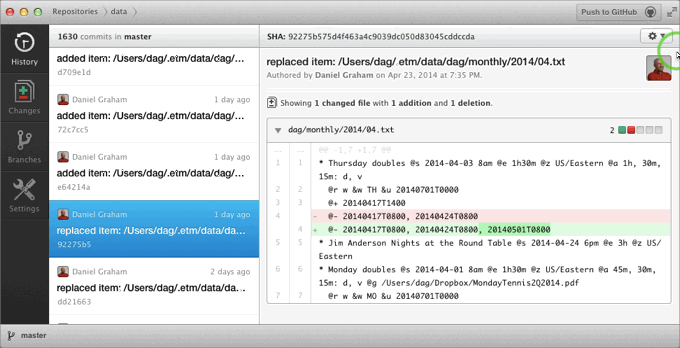 Repositories
data
Push to GitHub
1630 commits in master
SHA: 92275b575d4f463a4c9039dc050d83045cddccda
History
Changes
Branches
Settings
added item: /Users/dag/.etm/data/dag/...
d709e1d
Daniel Graham 1 day ago
added item: /Users/dag/.etm/data/dag/...
72c7cc5
Daniel Graham 1 day ago
added item: /Users/dag/.etm/data/dag/...
e64214a
Daniel Graham 1 day ago
replaced item: /Users/dag/.etm/data/da...
92275b5
Daniel Graham 2 days ago
replaced item: /Users/dag/.etm/data/da...
dd21663
replaced item: /Users/dag/.etm/data/dag/monthly/2014/04.txt
Authored by Daniel Graham on Apr 23, 2014 at 7:35 PM.
Showing 1 changed file with 1 addition and 1 deletion.
dag/monthly/2014/04.txt 2
... ... @@ -1,7 +1,7 @@
1 1 * Thursday doubles @s 2014-04-03 8am @e 1h30m @z US/Eastern @a 1h, 30m,
15m: d, v
2 2 @r w &w TH &u 20140701T0000
3 3 @+ 20140417T1400
4 - @- 20140417T0800, 20140424T0800
4 + @- 20140417T0800, 20140424T0800, 20140501T0800
5 5 * Jim Anderson Nights at the Round Table @s 2014-04-24 6pm @e 3h @z US/
Eastern
6 6 * Monday doubles @s 2014-04-01 8am @e 1h30m @z US/Eastern @a 45m, 30m,
15m: d, v @g /Users/dag/Dropbox/MondayTennis2Q2014.pdf
7 7 @r w &w MO &u 20140701T0000
master